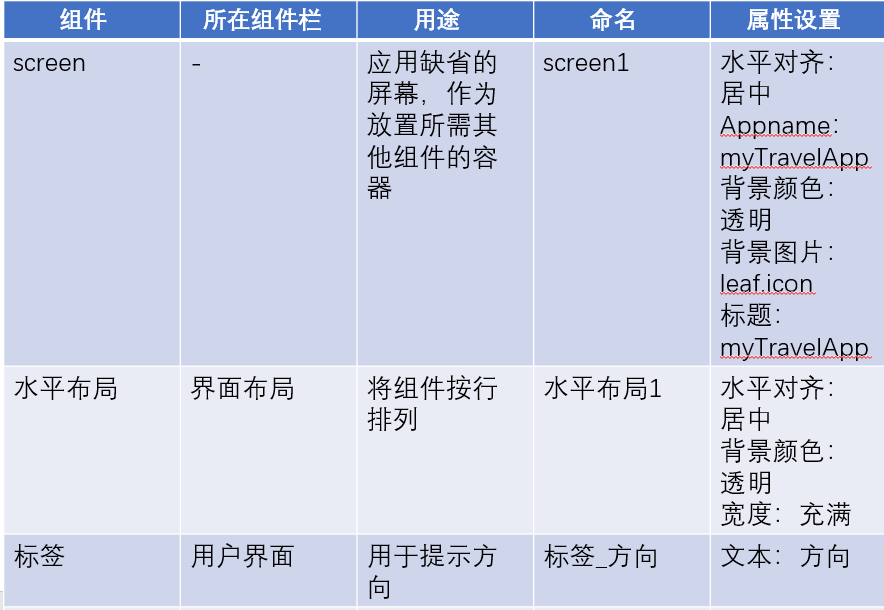 组件 所在组件栏 用途 命名 属性设置
screen
-
应用缺省的
屏幕，作为
放置所需其
他组件的容
器
screen1
水平对齐：
居中
Appname：
myTravelApp
背景颜色：
透明
背景图片：
leaf.icon
标题：
myTravelApp
水平布局
界面布局
将组件按行
排列
水平布局1
水平对齐：
居中
背景颜色：
透明
宽度：充满
标签
用户界面
用于提示方
向
标签_方向
文本：方向